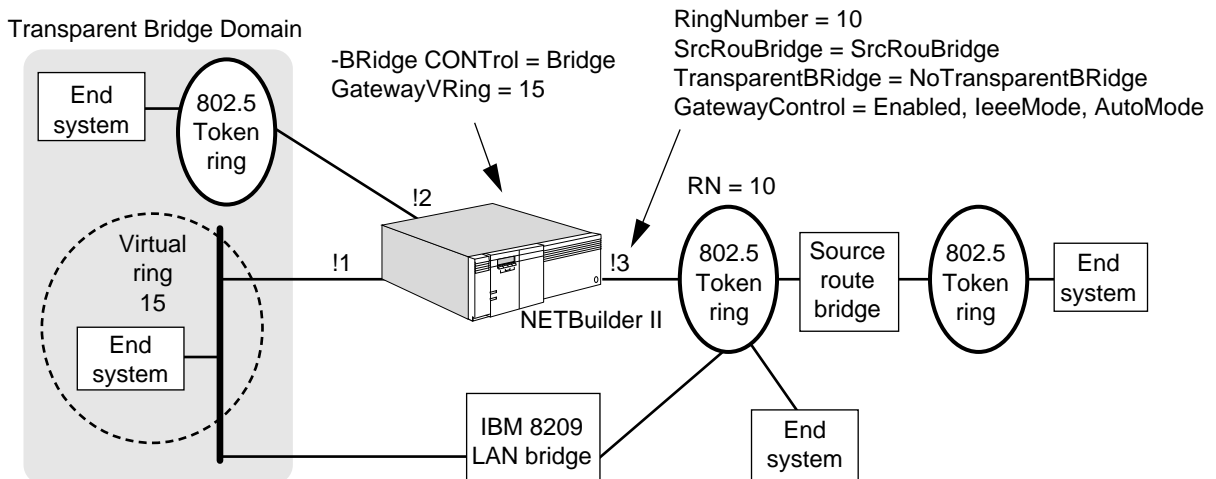 Transparent Bridge Domain
End
system
802.5
Token
ring
-BRidge CONTrol = Bridge
GatewayVRing = 15
RingNumber = 10
SrcRouBridge = SrcRouBridge
TransparentBRidge = NoTransparentBRidge
GatewayControl = Enabled, IeeeMode, AutoMode
!2
RN = 10
Virtual
ring
15
!1
!3
NETBuilder II
802.5
Token
ring
Source
route
bridge
802.5
Token
ring
End
system
End
system
IBM 8209
LAN bridge
End
system